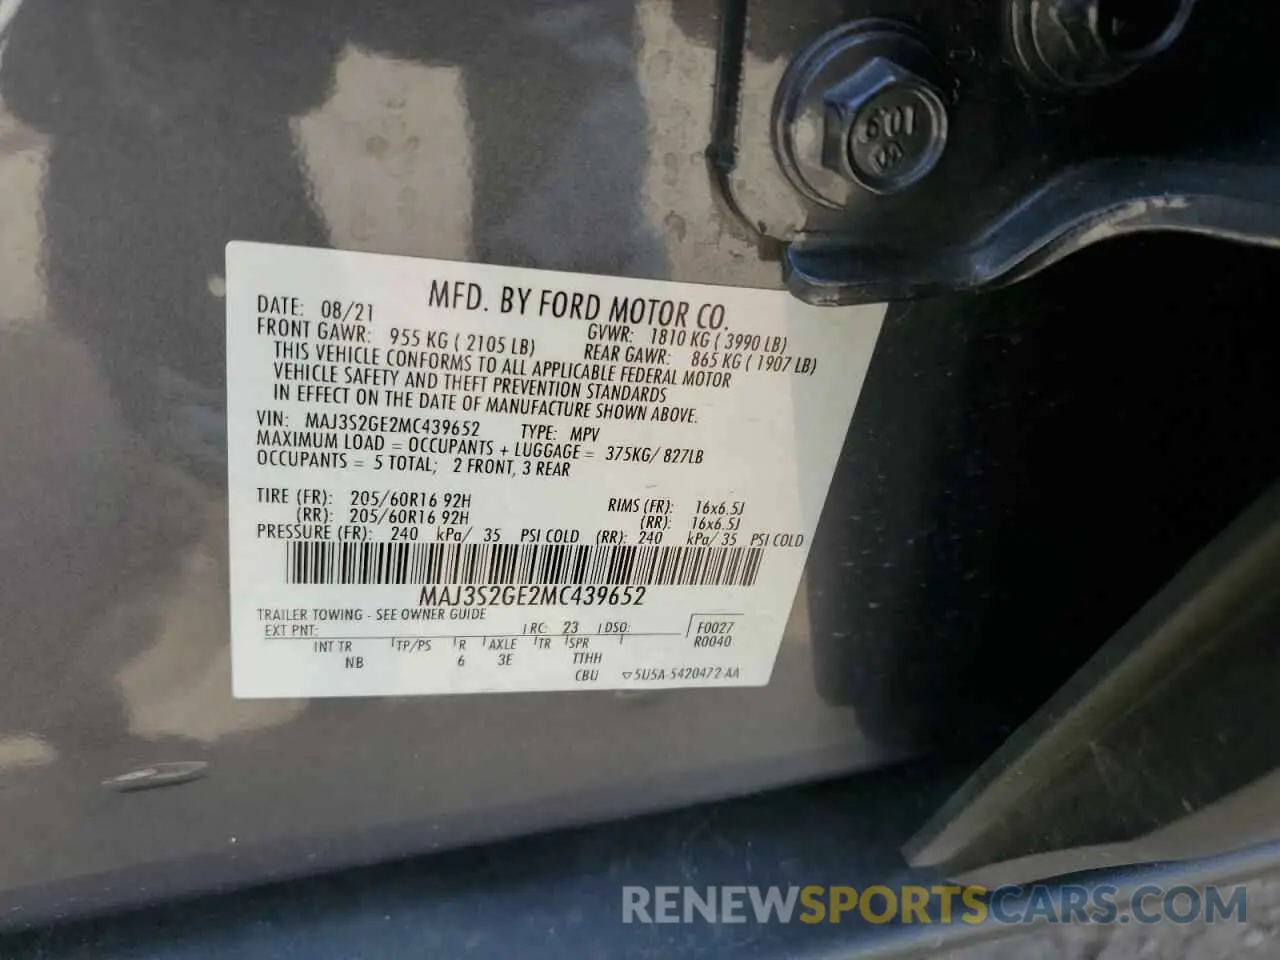 10.9
MFD. BY FORD MOTOR CO.
DATE: 08/21 GVWR: 1810 KG ( 3990 LB)
FRONT GAWR: 955 KG ( 2105 LB) REAR GAWR: 865 KG ( 1907 LB)
THIS VEHICLE CONFORMS TO ALL APPLICABLE FEDERAL MOTOR
VEHICLE SAFETY AND THEFT PREVENTION STANDARDS
IN EFFECT ON THE DATE OF MANUFACTURE SHOWN ABOVE.
VIN: MAJ3S2GE2MC439652 TYPE: MPV
MAXIMUM LOAD = OCCUPANTS + LUGGAGE = 375KG/ 827LB
OCCUPANTS = 5 TOTAL; 2 FRONT, 3 REAR
TIRE (FR): 205/60R16 92H RIMS (FR): 16x6.5J
(RR): 205/60R16 92H (RR): 16x6.5J
PRESSURE (FR): 240 kPa/ 35 PSI COLD (RR): 240 kPa/ 35 PSI COLD
MAJ3S2GE2MC439652
TRAILER TOWING - SEE OWNER GUIDE
EXT PNT: RC: 23 DSO: F0027
R0040
INT TR TP/PS R AXLE TR SPR
NB 6 3E TTHH
CBU 5U5A-5420472-AA
RENEWSPORTSCARS.COM